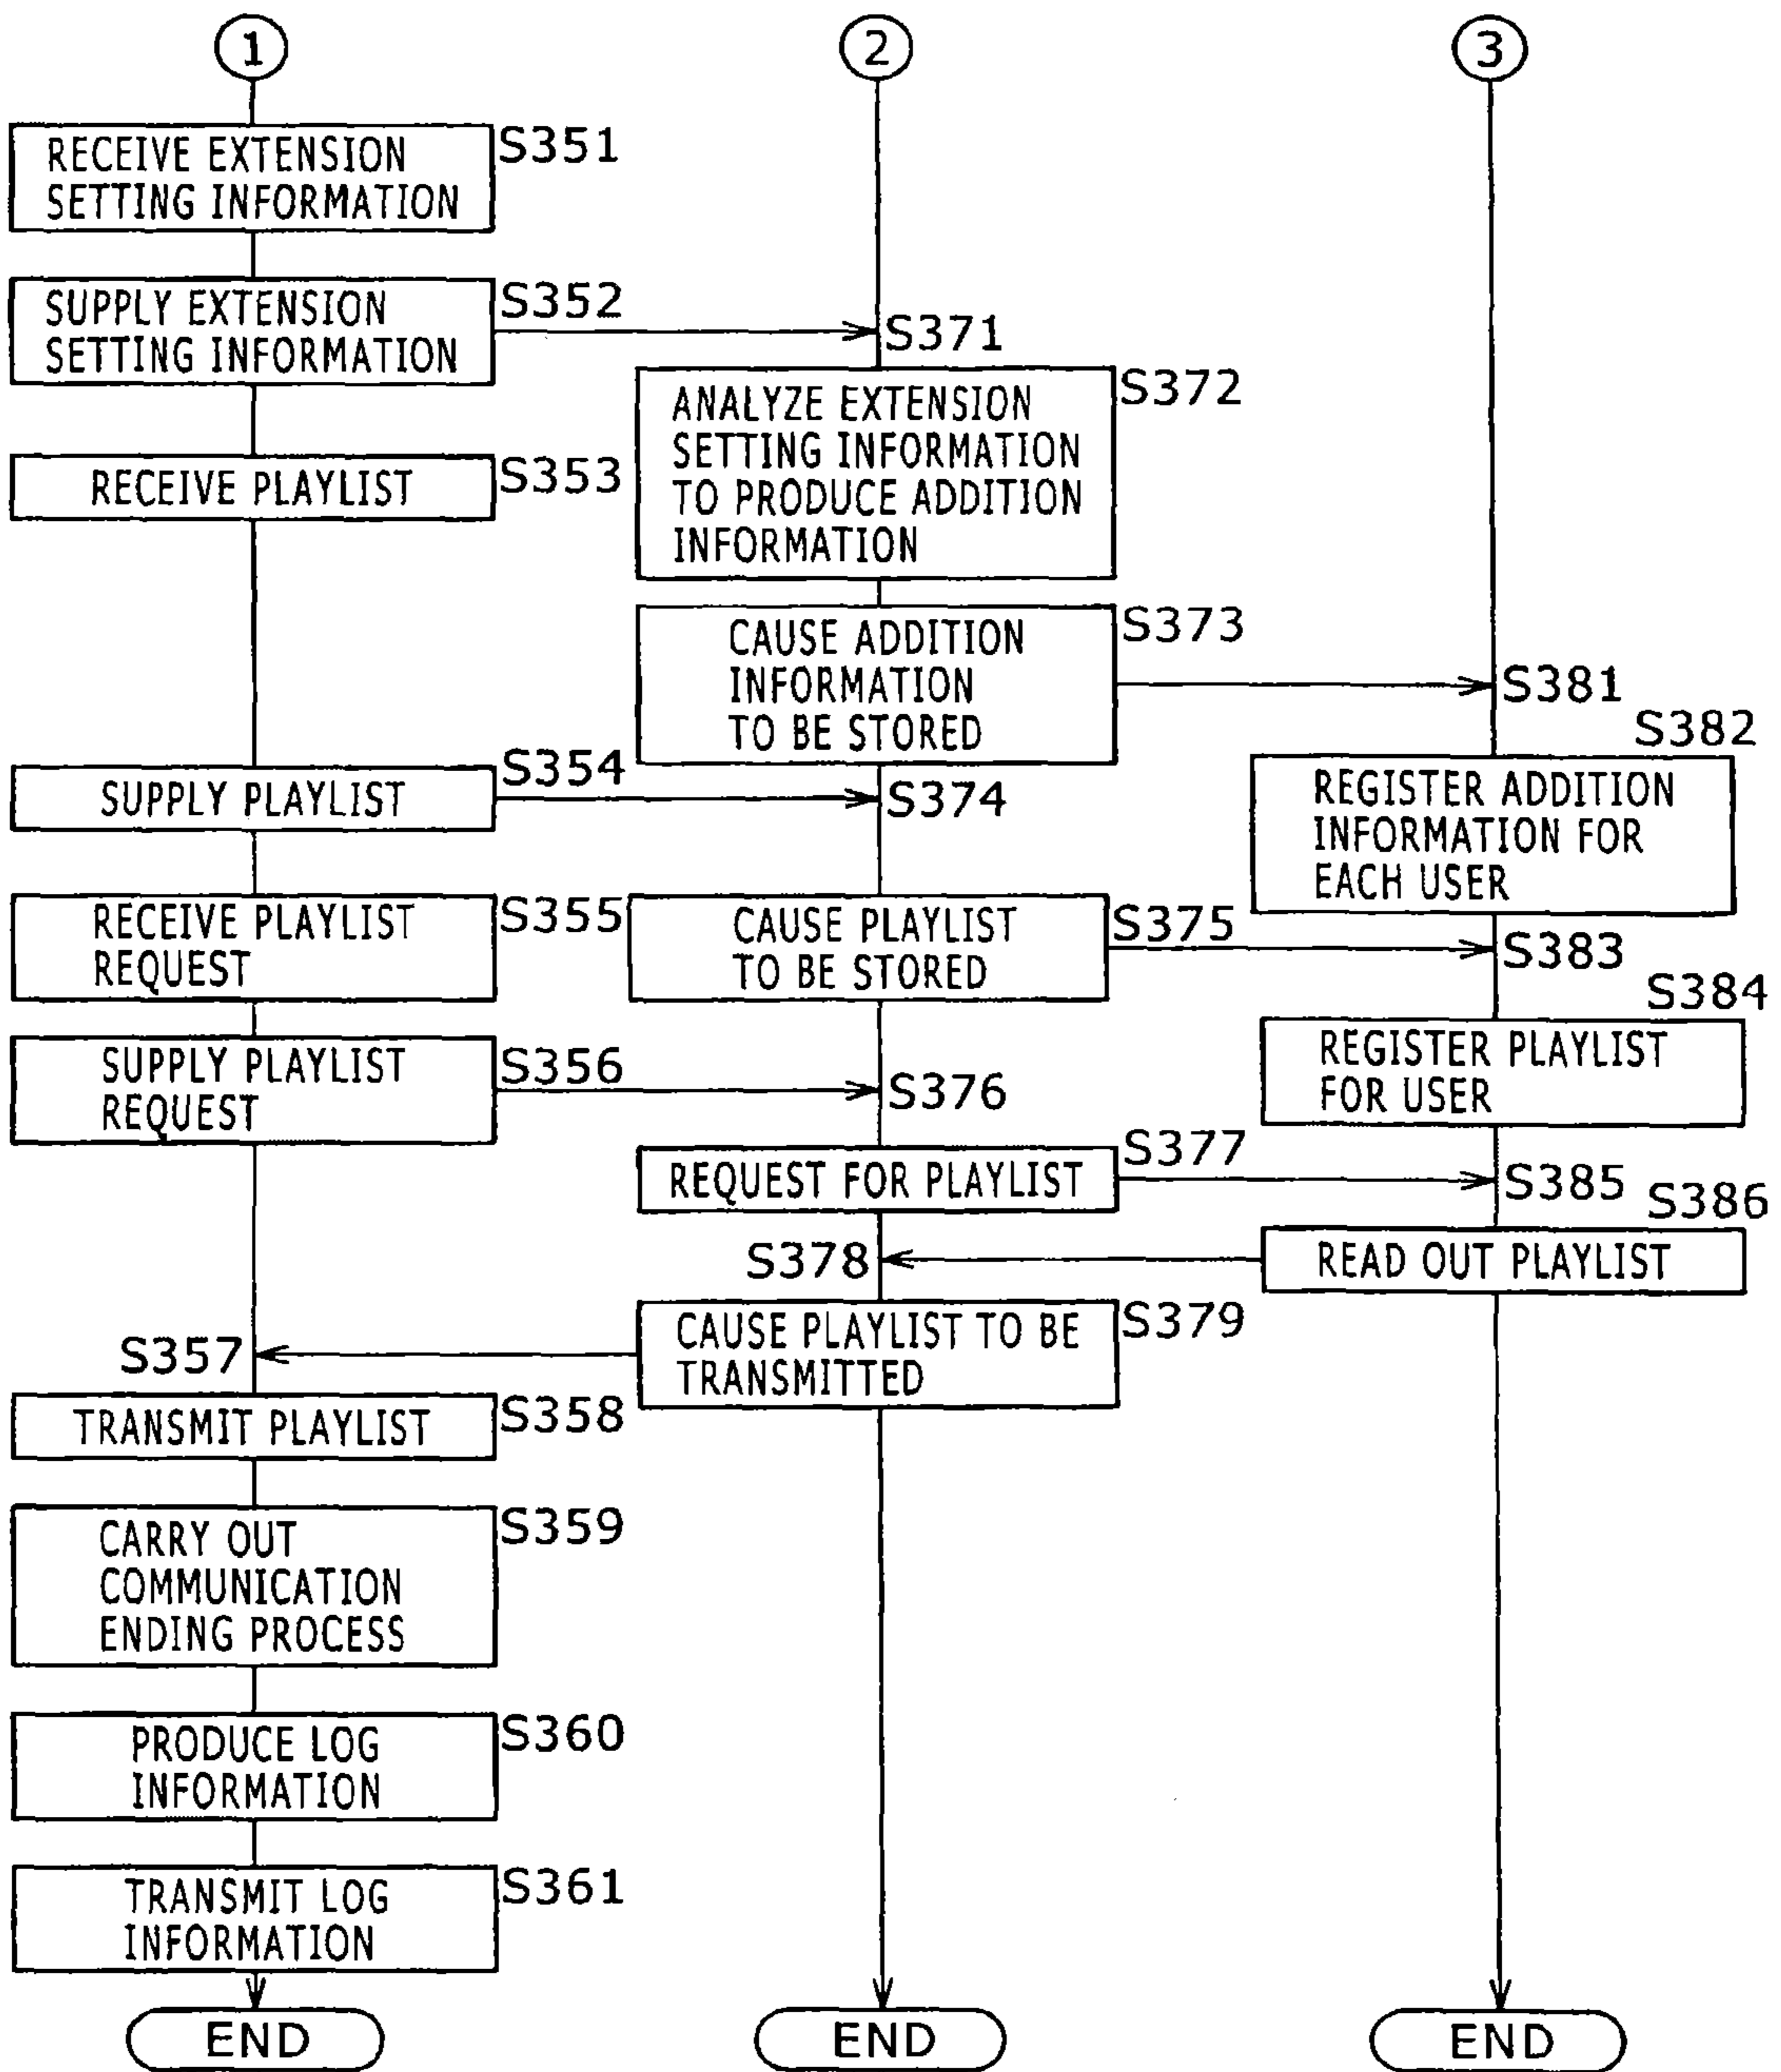 1
2
3
RECEIVE EXTENSION
SETTING INFORMATION
S351
SUPPLY EXTENSION
SETTING INFORMATION
S352
S371
ANALYZE EXTENSION
SETTING INFORMATION
TO PRODUCE ADDITION
INFORMATION
S372
RECEIVE PLAYLIST
S353
CAUSE ADDITION
INFORMATION
TO BE STORED
S373
S381
S382
REGISTER ADDITION
INFORMATION FOR
EACH USER
SUPPLY PLAYLIST
S354
S374
RECEIVE PLAYLIST
REQUEST
S355
CAUSE PLAYLIST
TO BE STORED
S375
S383
S384
REGISTER PLAYLIST
FOR USER
SUPPLY PLAYLIST
REQUEST
S356
S376
REQUEST FOR PLAYLIST
S377
S385
S386
READ OUT PLAYLIST
S378
CAUSE PLAYLIST TO BE
TRANSMITTED
S379
S357
TRANSMIT PLAYLIST
S358
CARRY OUT
COMMUNICATION
ENDING PROCESS
S359
PRODUCE LOG
INFORMATION
S360
TRANSMIT LOG
INFORMATION
S361
END
END
END